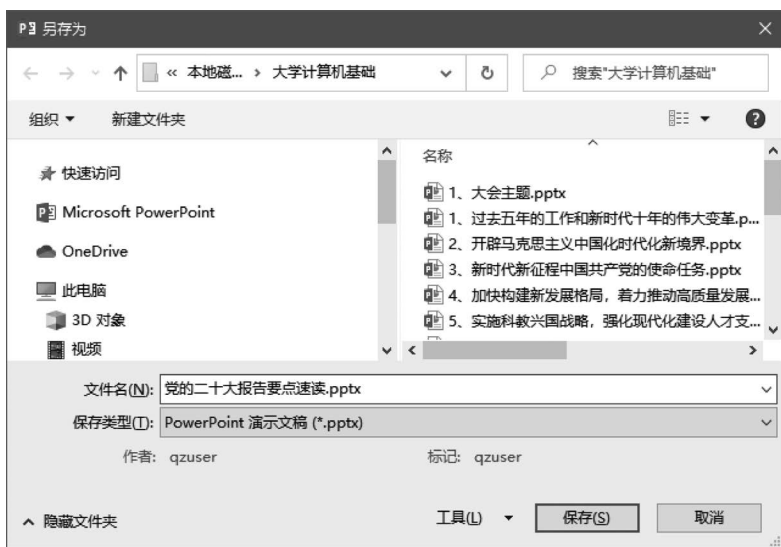 另存为
« 本地磁... › 大学计算机基础
搜索"大学计算机基础"
组织
新建文件夹
快速访问
Microsoft PowerPoint
OneDrive
此电脑
3D 对象
视频
名称
1、大会主题.pptx
1、过去五年的工作和新时代十年的伟大变革.p...
2、开辟马克思主义中国化时代化新境界.pptx
3、新时代新征程中国共产党的使命任务.pptx
4、加快构建新发展格局，着力推动高质量发展...
5、实施科教兴国战略，强化现代化建设人才支...
文件名(N): 党的二十大报告要点速读.pptx
保存类型(T): PowerPoint 演示文稿 (*.pptx)
作者: qzuser
标记: qzuser
隐藏文件夹
工具(L)
保存(S)
取消